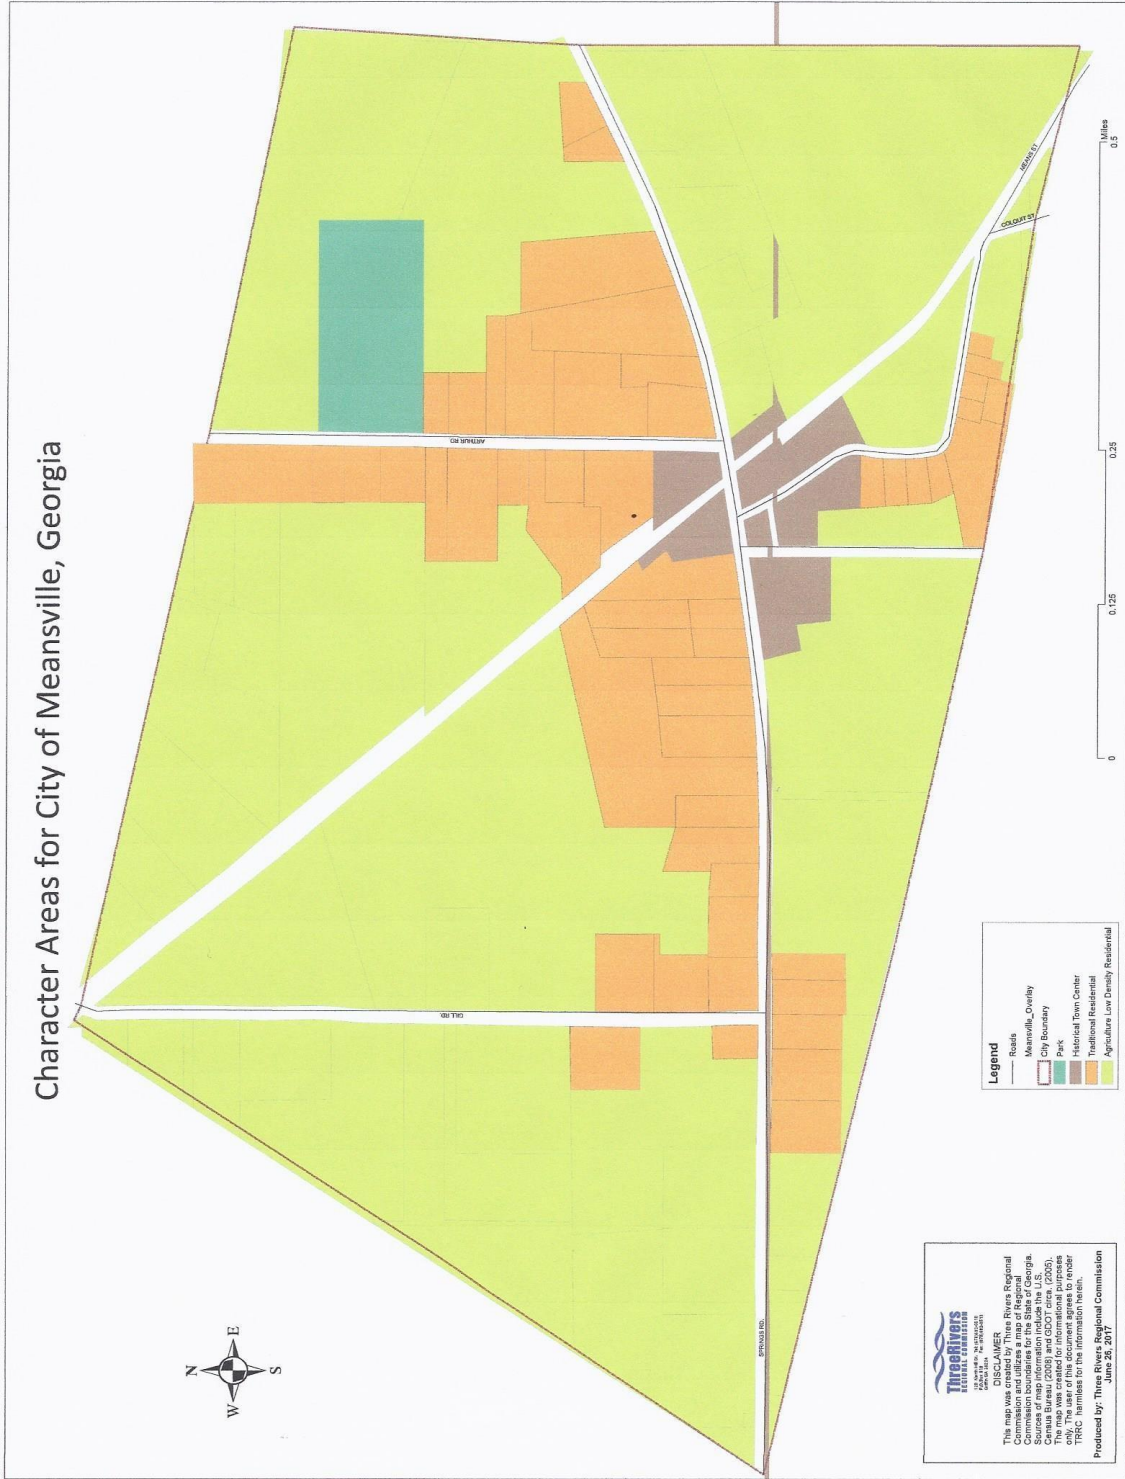 Character Areas for City of Meansville, Georgia
N
W
E
S
ARTHUR RD.
GILL RD.
SPRINGS RD.
MEANS ST
COLQUIT ST
0
0.125
0.25
0.5
Miles
Legend
Roads
Meansville_Overlay
City Boundary
Park
Historical Town Center
Traditional Residential
Agriculture Low Density Residential
ThreeRivers
REGIONAL COMMISSION
DISCLAIMER
This map was created by Three Rivers Regional
Commission and utilizes a map of Regional
Commission boundaries for the State of Georgia.
Sources of map information include the U.S.
Census Bureau (2008) and GDOT circa, (2005).
The map was created for informational purposes
only. The user of this document agrees to render
TRRC harmless for the information herein.
Produced by: Three Rivers Regional Commission
June 26, 2017